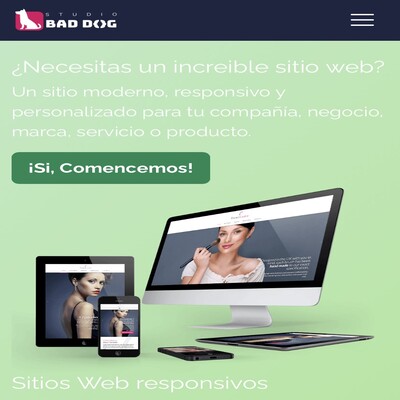 STUDIO
BAD DOG
¿Necesitas un increible sitio web?
Un sitio moderno, responsivo y
personalizado para tu compañía, negocio,
marca, servicio o producto.
¡Si, Comencemos!
Sitios Web responsivos